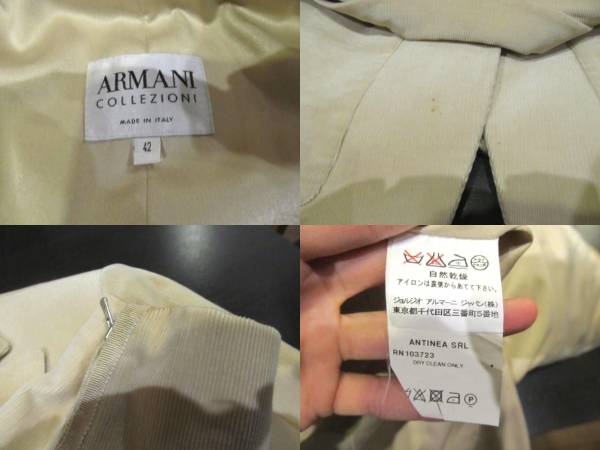 ARMANI
COLLEZIONI
MADE IN ITALY
42
自然乾燥
アイロンは裏側からあてて下さい。
ジョルジオ アルマーニ ジャパン(株)
東京都千代田区三番町5番地
ANTINEA SRL
RN 103723
DRY CLEAN ONLY
P